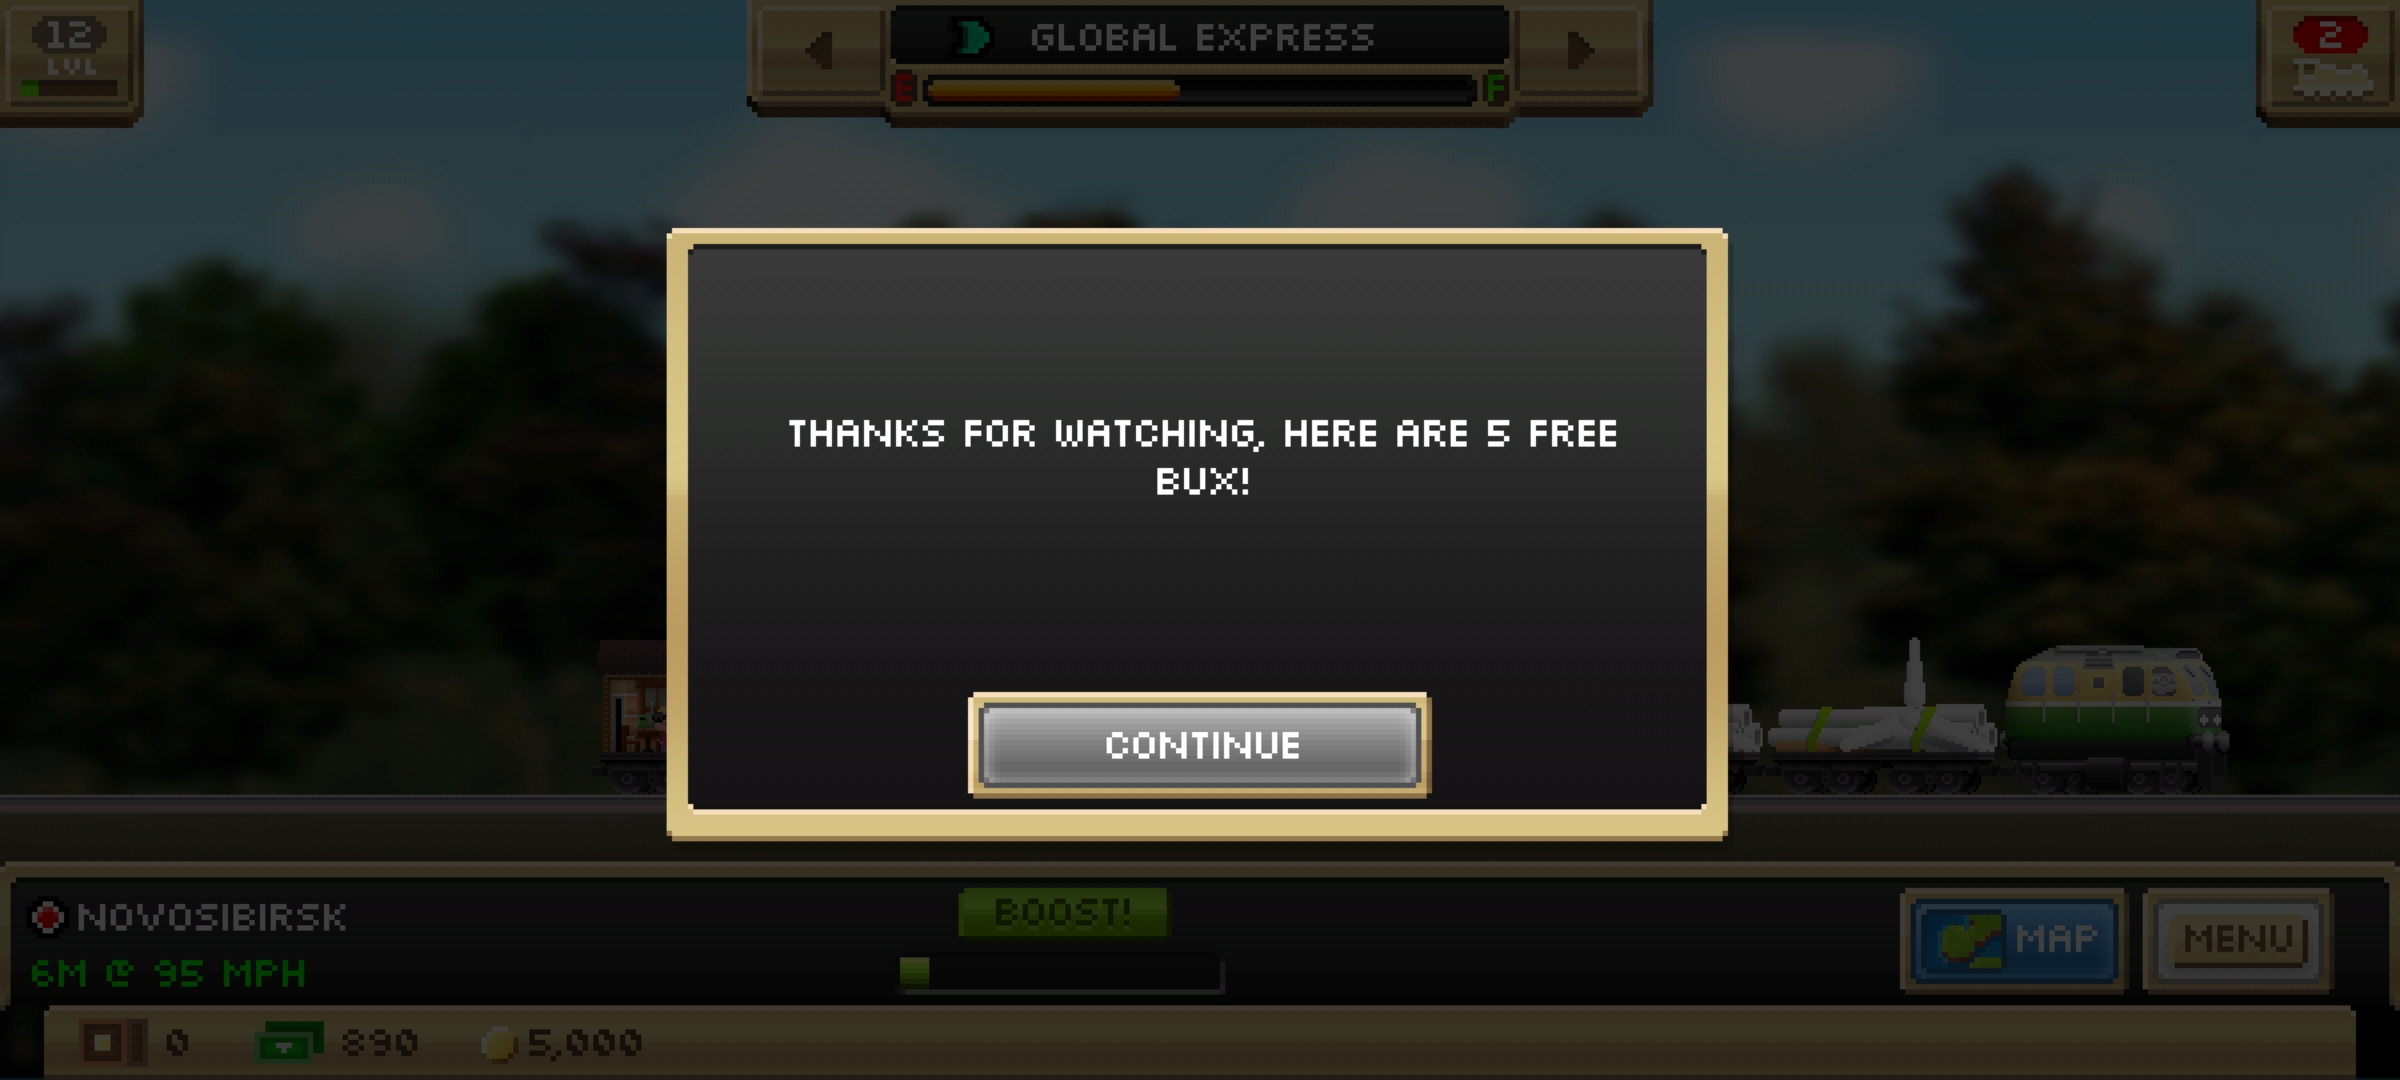 12
LVL
GLOBAL EXPRESS
E F
2
THANKS FOR WATCHING, HERE ARE 5 FREE
BUX!
CONTINUE
NOVOSIBIRSK
6M @ 95 MPH
BOOST!
MAP
MENU
0 890 5,000